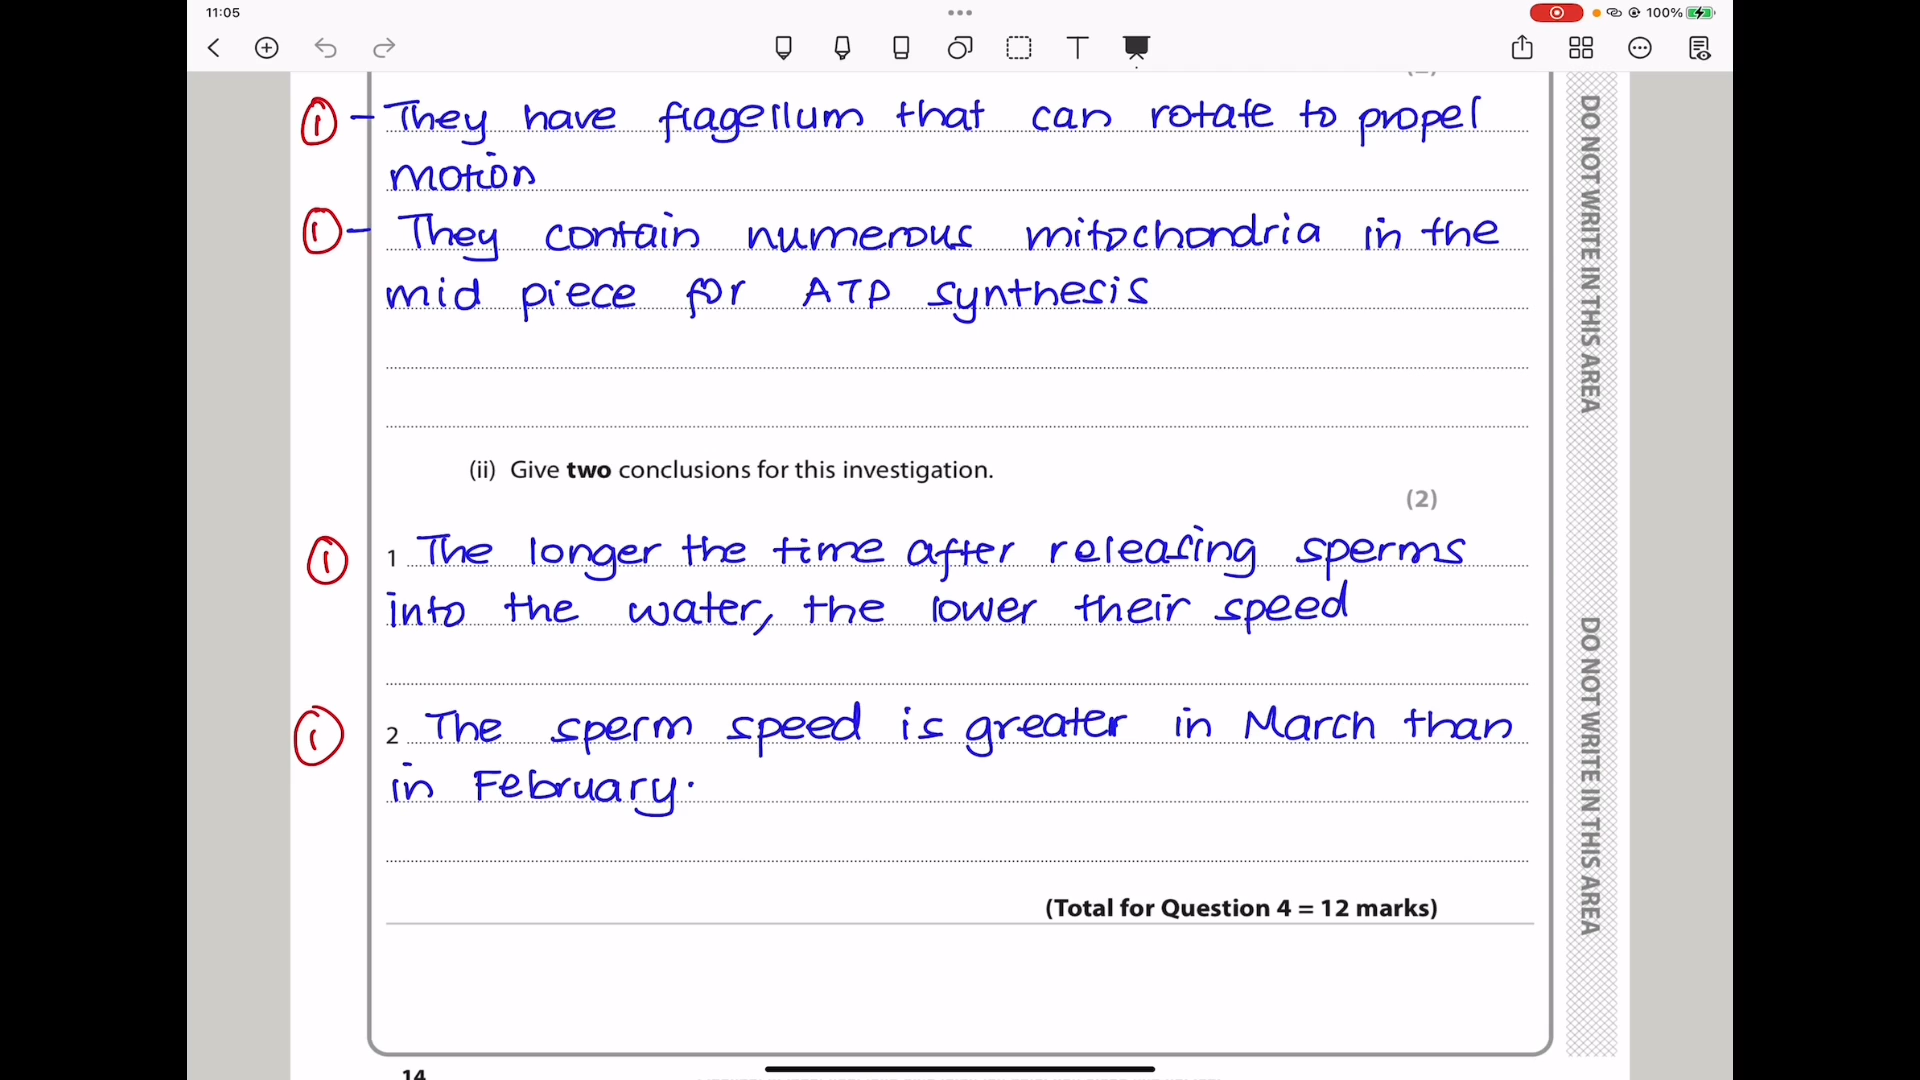 11:05
100%
① - They have flagellum that can rotate to propel
motion
① - They contain numerous mitochondria in the
mid piece for ATP synthesis
(ii) Give two conclusions for this investigation.
(2)
① 1 The longer the time after releasing sperms
into the water, the lower their speed
① 2 The sperm speed is greater in March than
in February.
(Total for Question 4 = 12 marks)
14
DO NOT WRITE IN THIS AREA
DO NOT WRITE IN THIS AREA